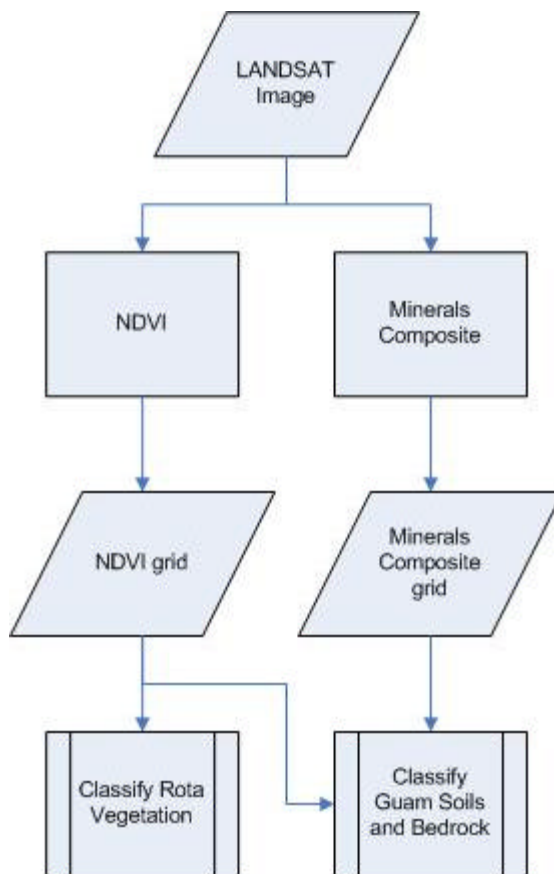 LANDSAT
Image
NDVI
Minerals
Composite
NDVI grid
Minerals
Composite
grid
Classify Rota
Vegetation
Classify
Guam Soils
and Bedrock